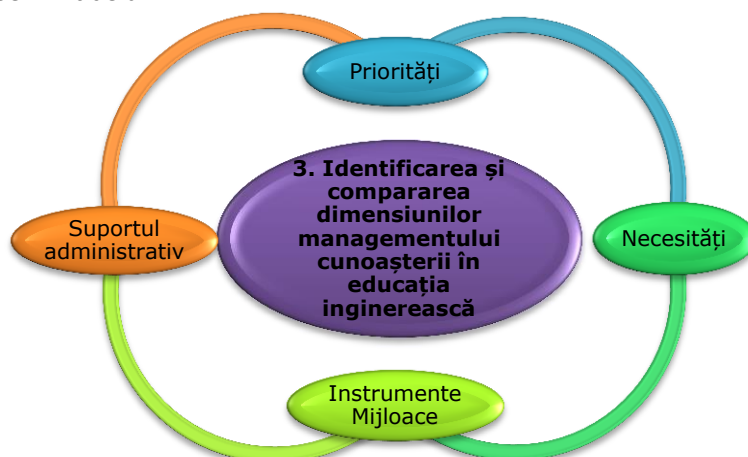 Priorități
3. Identificarea și
compararea
dimensiunilor
managementului
cunoașterii în
educația
inginerească
Suportul
administrativ
Necesități
Instrumente
Mijloace